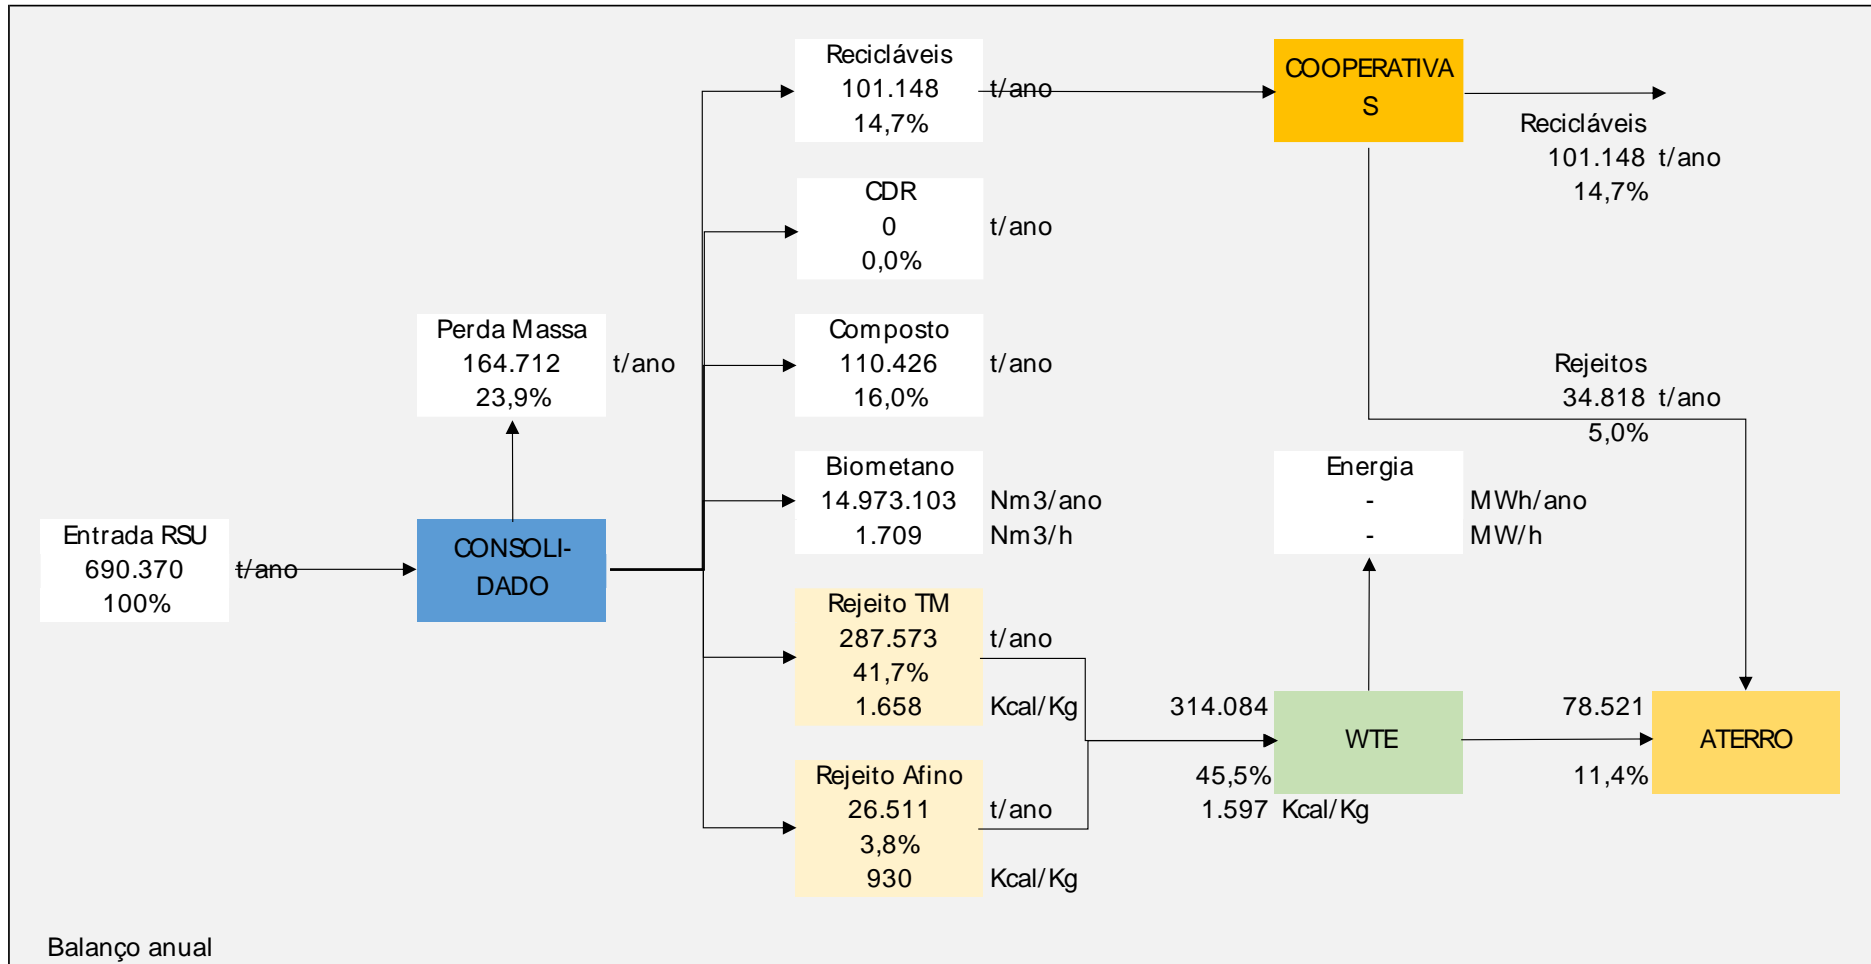 Recicláveis
101.148 t/ano
14,7%
COOPERATIVA
S
Recicláveis
101.148 t/ano
14,7%
CDR
0 t/ano
0,0%
Perda Massa
164.712 t/ano
23,9%
Composto
110.426 t/ano
16,0%
Rejeitos
34.818 t/ano
5,0%
Biometano
14.973.103 Nm3/ano
1.709 Nm3/h
Energia
- MWh/ano
- MW/h
Entrada RSU
690.370 t/ano
100%
CONSOLI-
DADO
Rejeito TM
287.573 t/ano
41,7%
1.658 Kcal/Kg
314.084
45,5%
1.597 Kcal/Kg
WTE
78.521
11,4%
ATERRO
Rejeito Afino
26.511 t/ano
3,8%
930 Kcal/Kg
Balanço anual